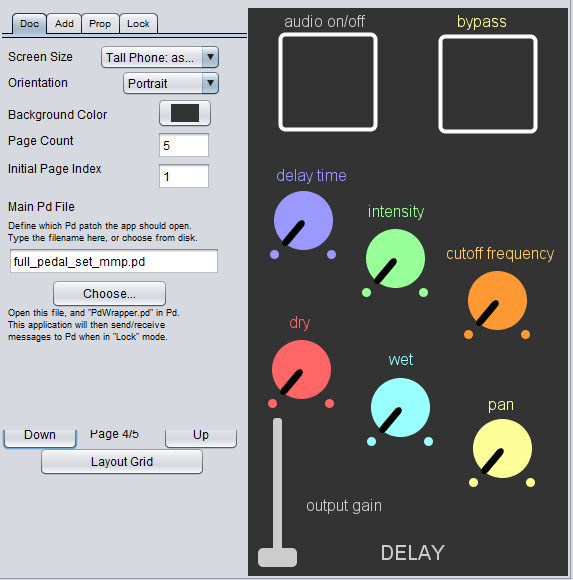 Doc Add Prop Lock
Screen Size Tall Phone: as...
Orientation Portrait
Background Color
Page Count 5
Initial Page Index 1
Main Pd File
Define which Pd patch the app should open.
Type the filename here, or choose from disk.
full_pedal_set_mmp.pd
Choose...
Open this file, and "PdWrapper.pd" in Pd.
This application will then send/receive
messages to Pd when in "Lock" mode.
Down Page 4/5 Up
Layout Grid
audio on/off bypass
delay time
intensity
cutoff frequency
dry
wet
pan
output gain
DELAY